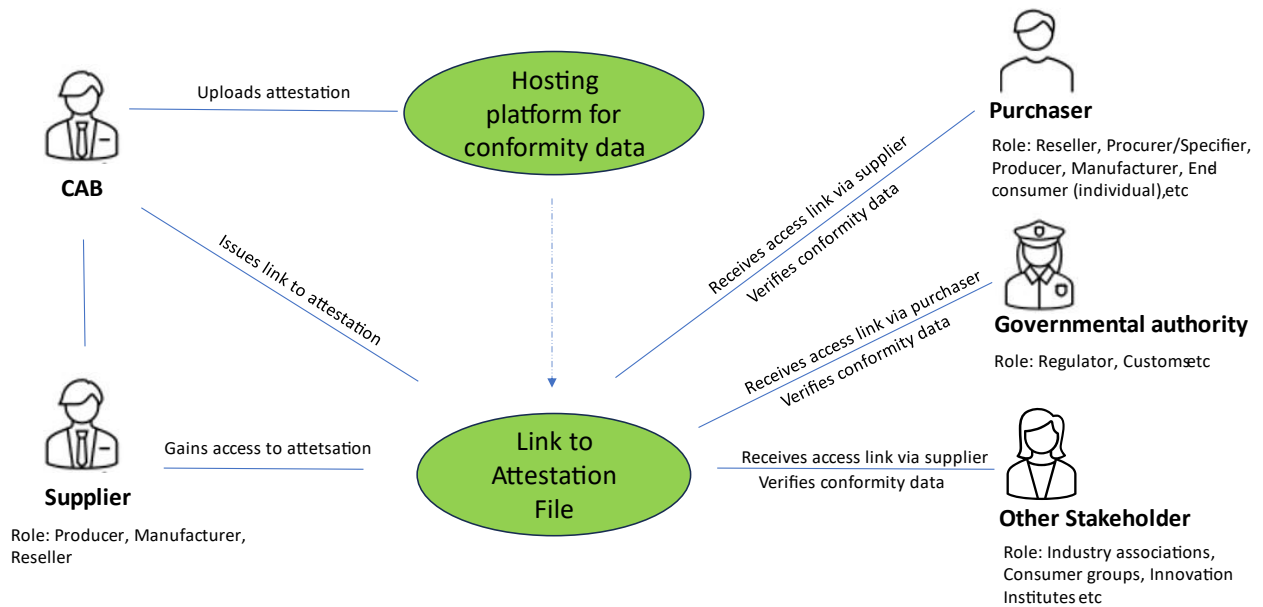 Uploads attestation
Hosting
platform for
conformity data
CAB
Issues link to attestation
Supplier
Role: Producer, Manufacturer,
Reseller
Gains access to attetsation
Link to
Attestation
File
Receives access link via supplier
Verifies conformity data
Purchaser
Role: Reseller, Procurer/Specifier,
Producer, Manufacturer, End
consumer (individual),etc
Receives access link via purchaser
Verifies conformity data
Governmental authority
Role: Regulator, Customs etc
Receives access link via supplier
Verifies conformity data
Other Stakeholder
Role: Industry associations,
Consumer groups, Innovation
Institutes etc